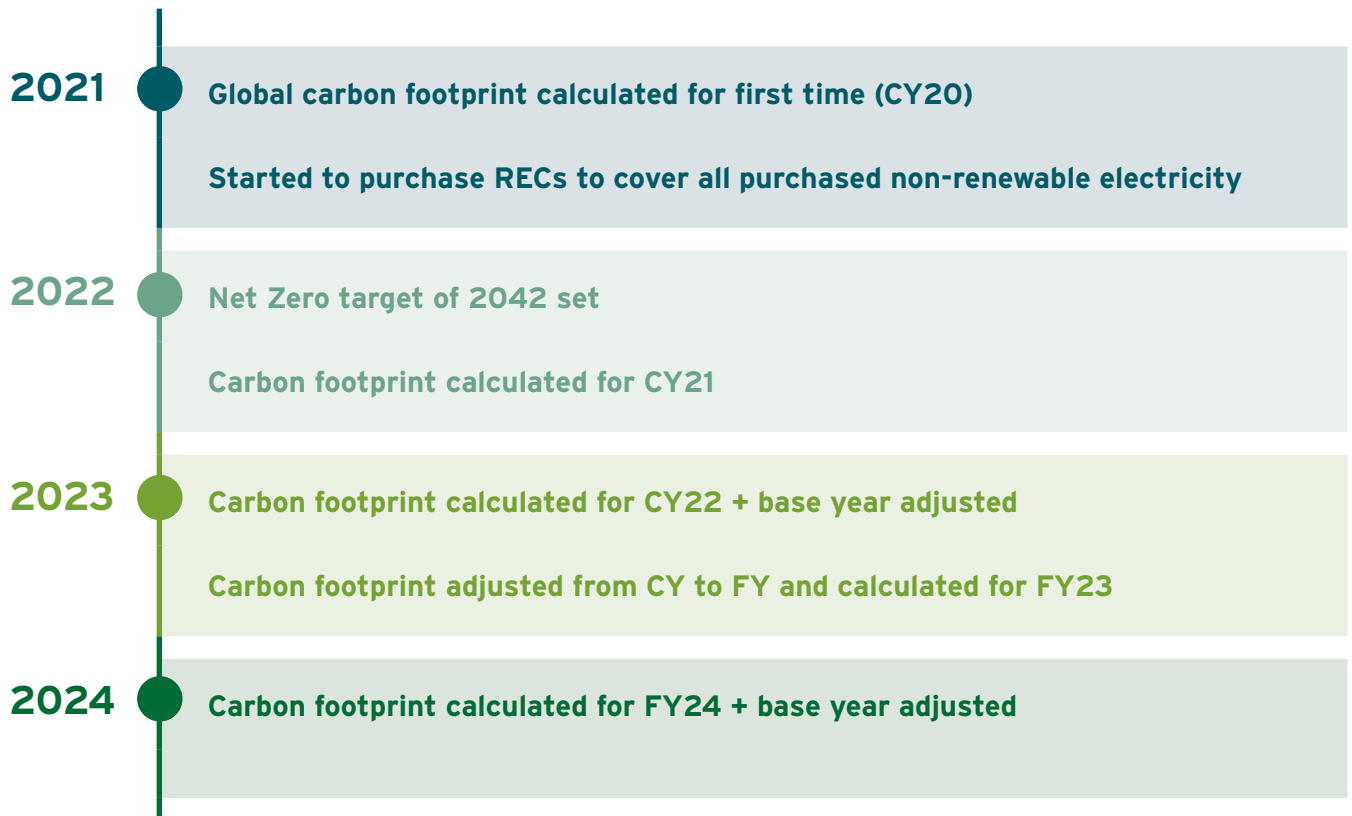 2021
Global carbon footprint calculated for first time (CY20)
Started to purchase RECs to cover all purchased non-renewable electricity
2022
Net Zero target of 2042 set
Carbon footprint calculated for CY21
2023
Carbon footprint calculated for CY22 + base year adjusted
Carbon footprint adjusted from CY to FY and calculated for FY23
2024
Carbon footprint calculated for FY24 + base year adjusted